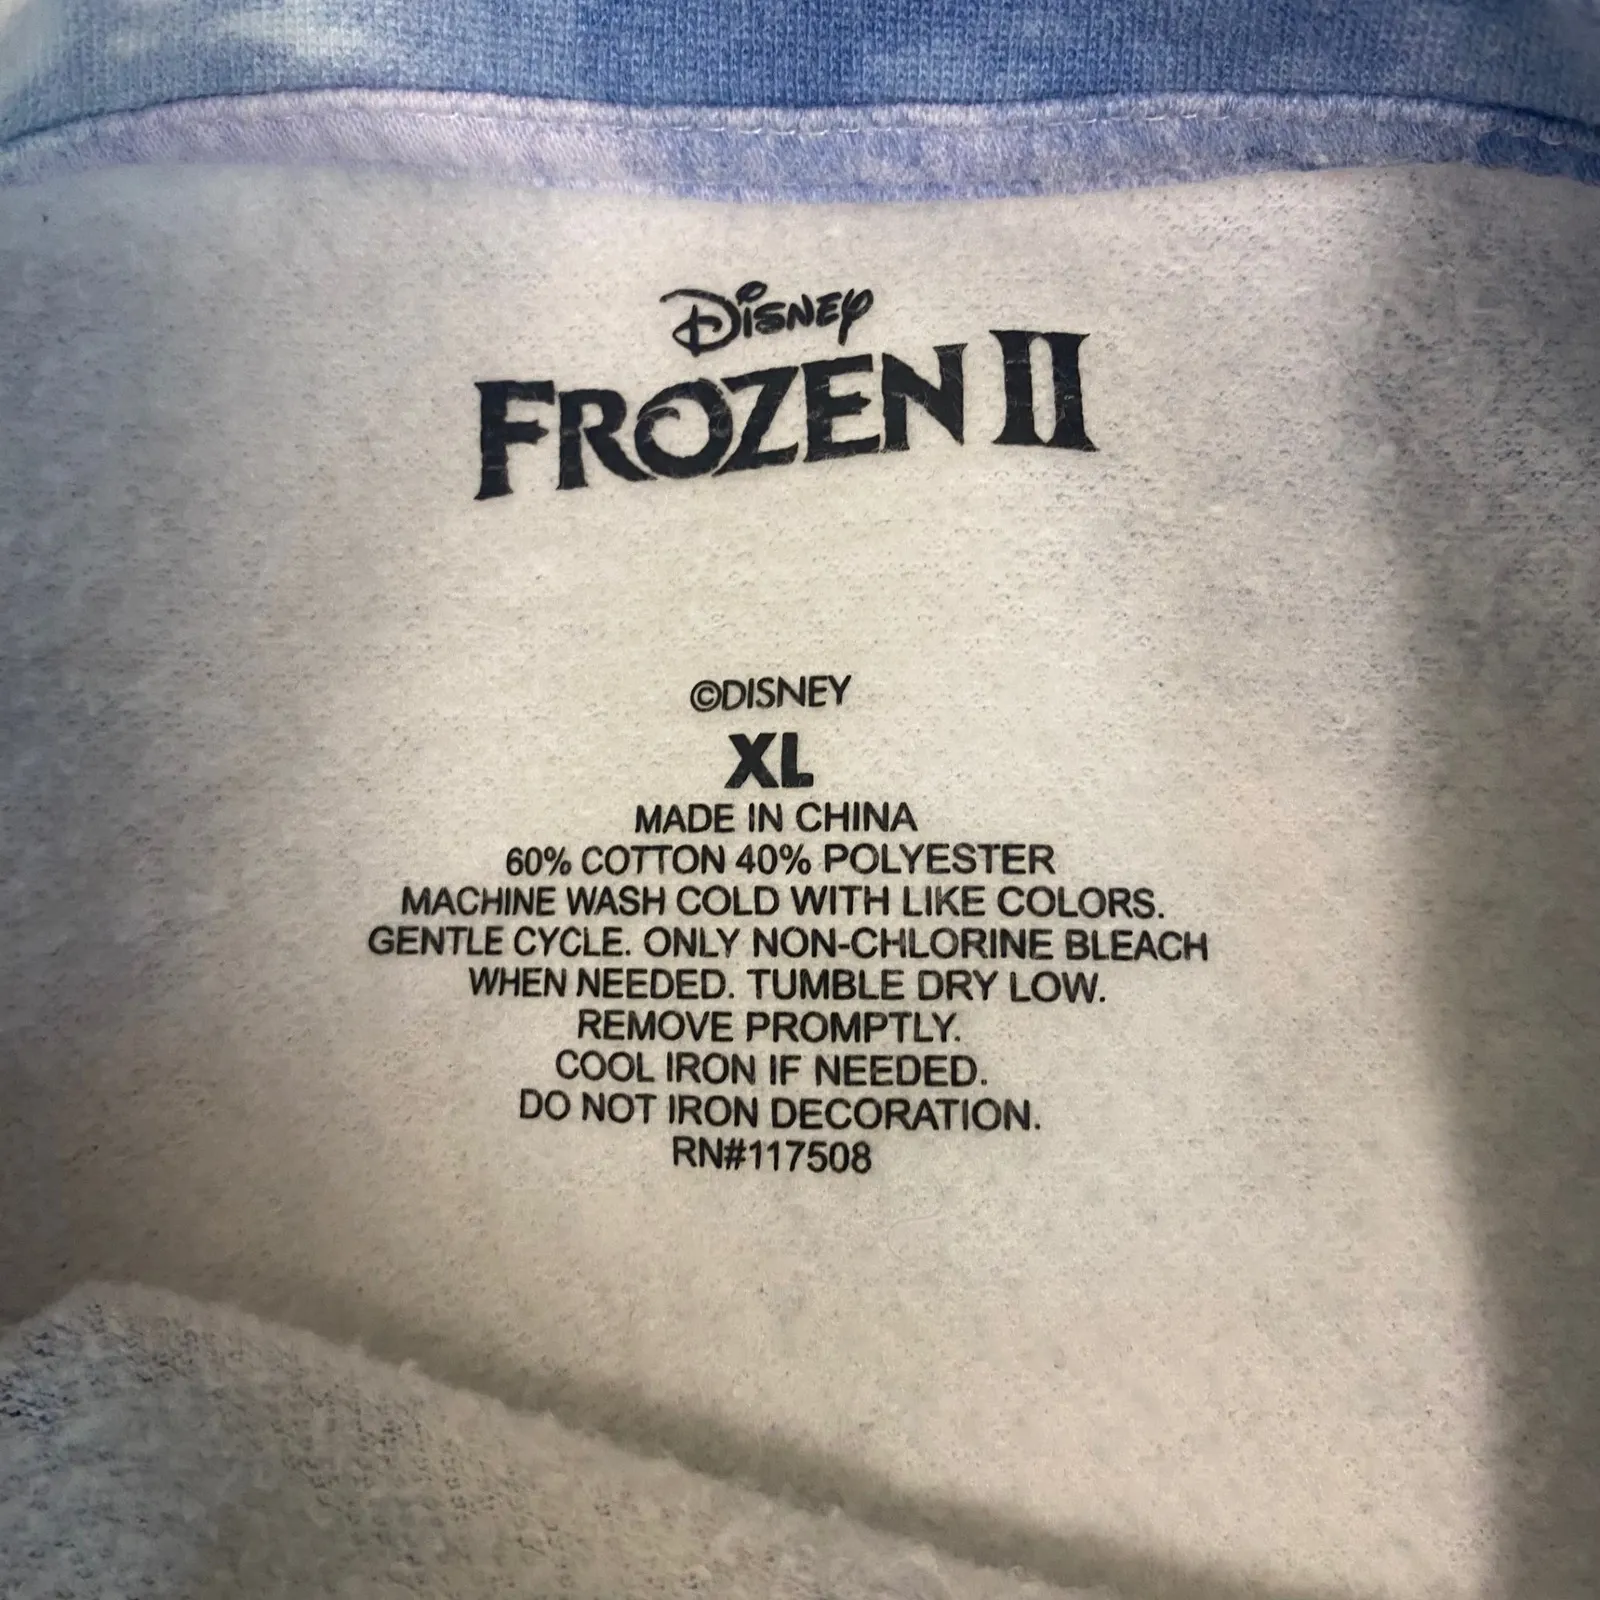 Disney
FROZEN II
©DISNEY
XL
MADE IN CHINA
60% COTTON 40% POLYESTER
MACHINE WASH COLD WITH LIKE COLORS.
GENTLE CYCLE. ONLY NON-CHLORINE BLEACH
WHEN NEEDED. TUMBLE DRY LOW.
REMOVE PROMPTLY.
COOL IRON IF NEEDED.
DO NOT IRON DECORATION.
RN#117508